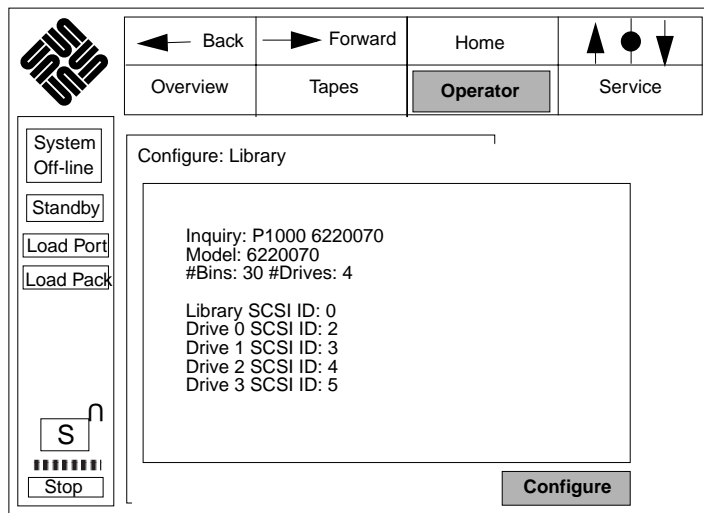 Back
Forward
Home
Overview
Tapes
Operator
Service
System
Off-line
Standby
Load Port
Load Pack
S
Stop
Configure: Library
Inquiry: P1000 6220070
Model: 6220070
#Bins: 30 #Drives: 4
Library SCSI ID: 0
Drive 0 SCSI ID: 2
Drive 1 SCSI ID: 3
Drive 2 SCSI ID: 4
Drive 3 SCSI ID: 5
Configure